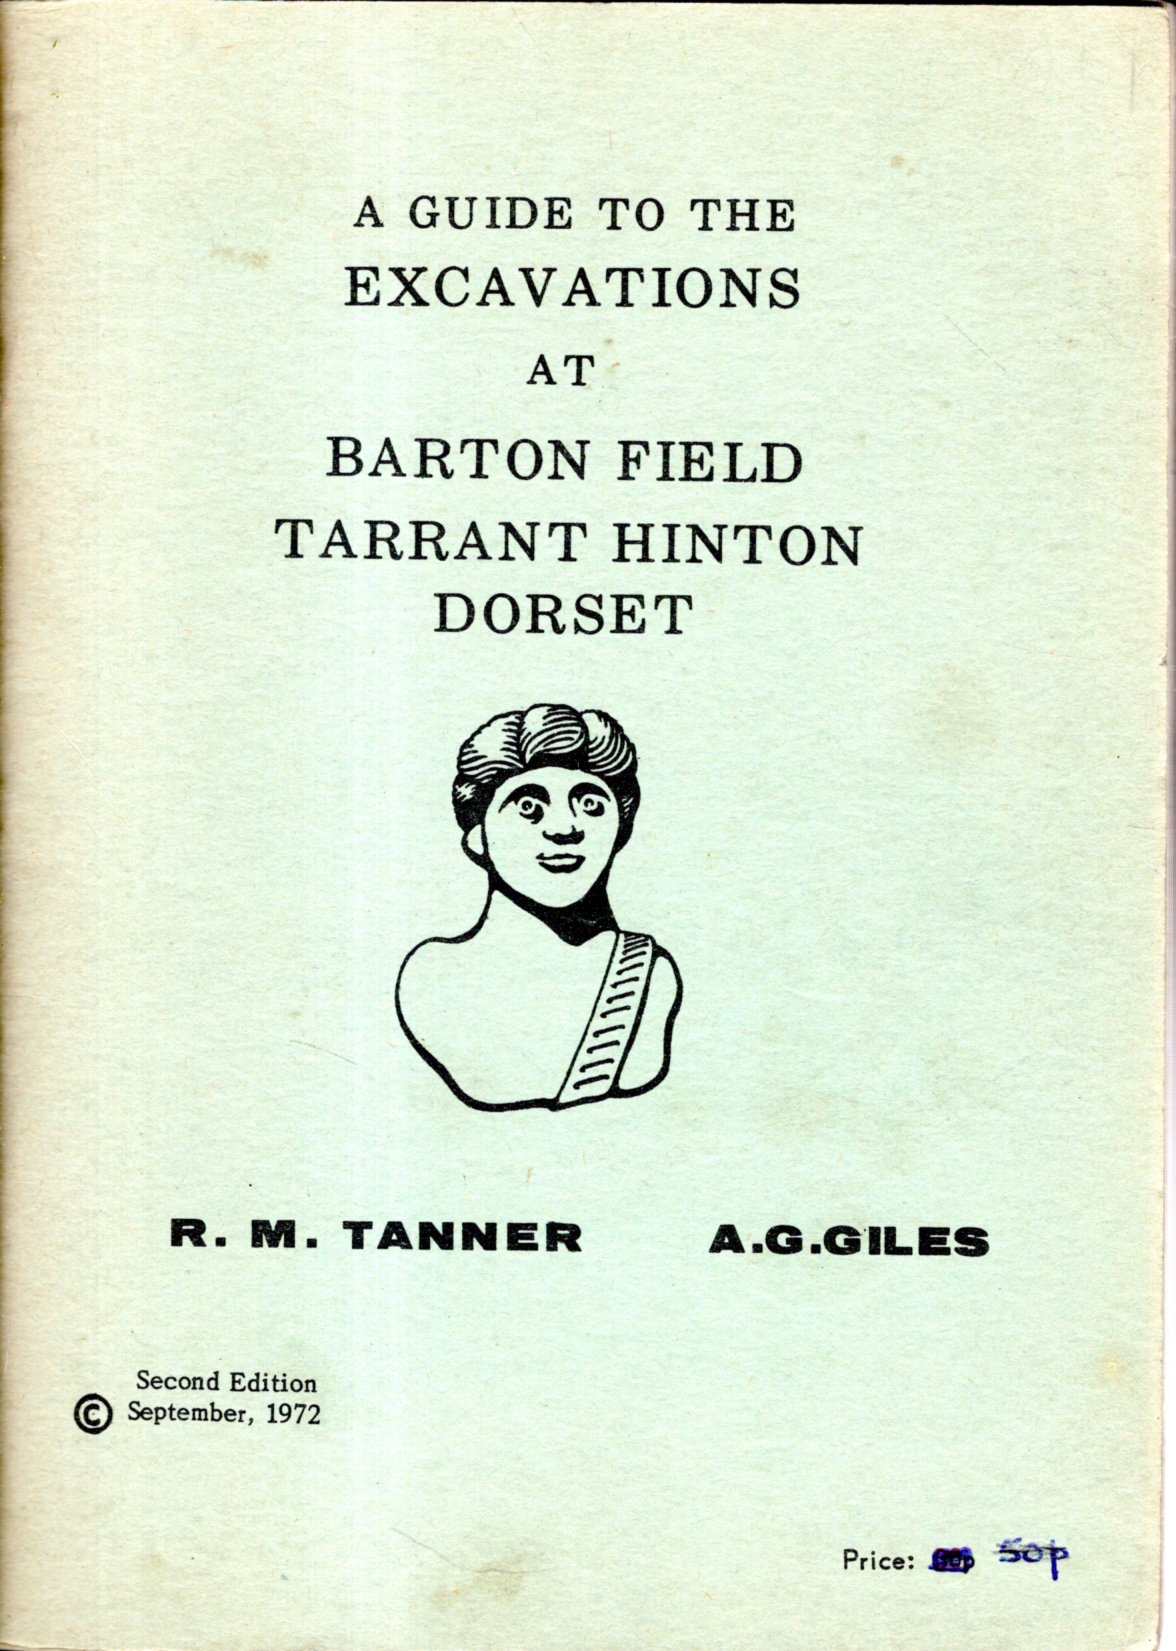 A GUIDE TO THE
EXCAVATIONS
AT
BARTON FIELD
TARRANT HINTON
DORSET
R. M. TANNER A.G.GILES
Second Edition
© September, 1972
Price: 50p